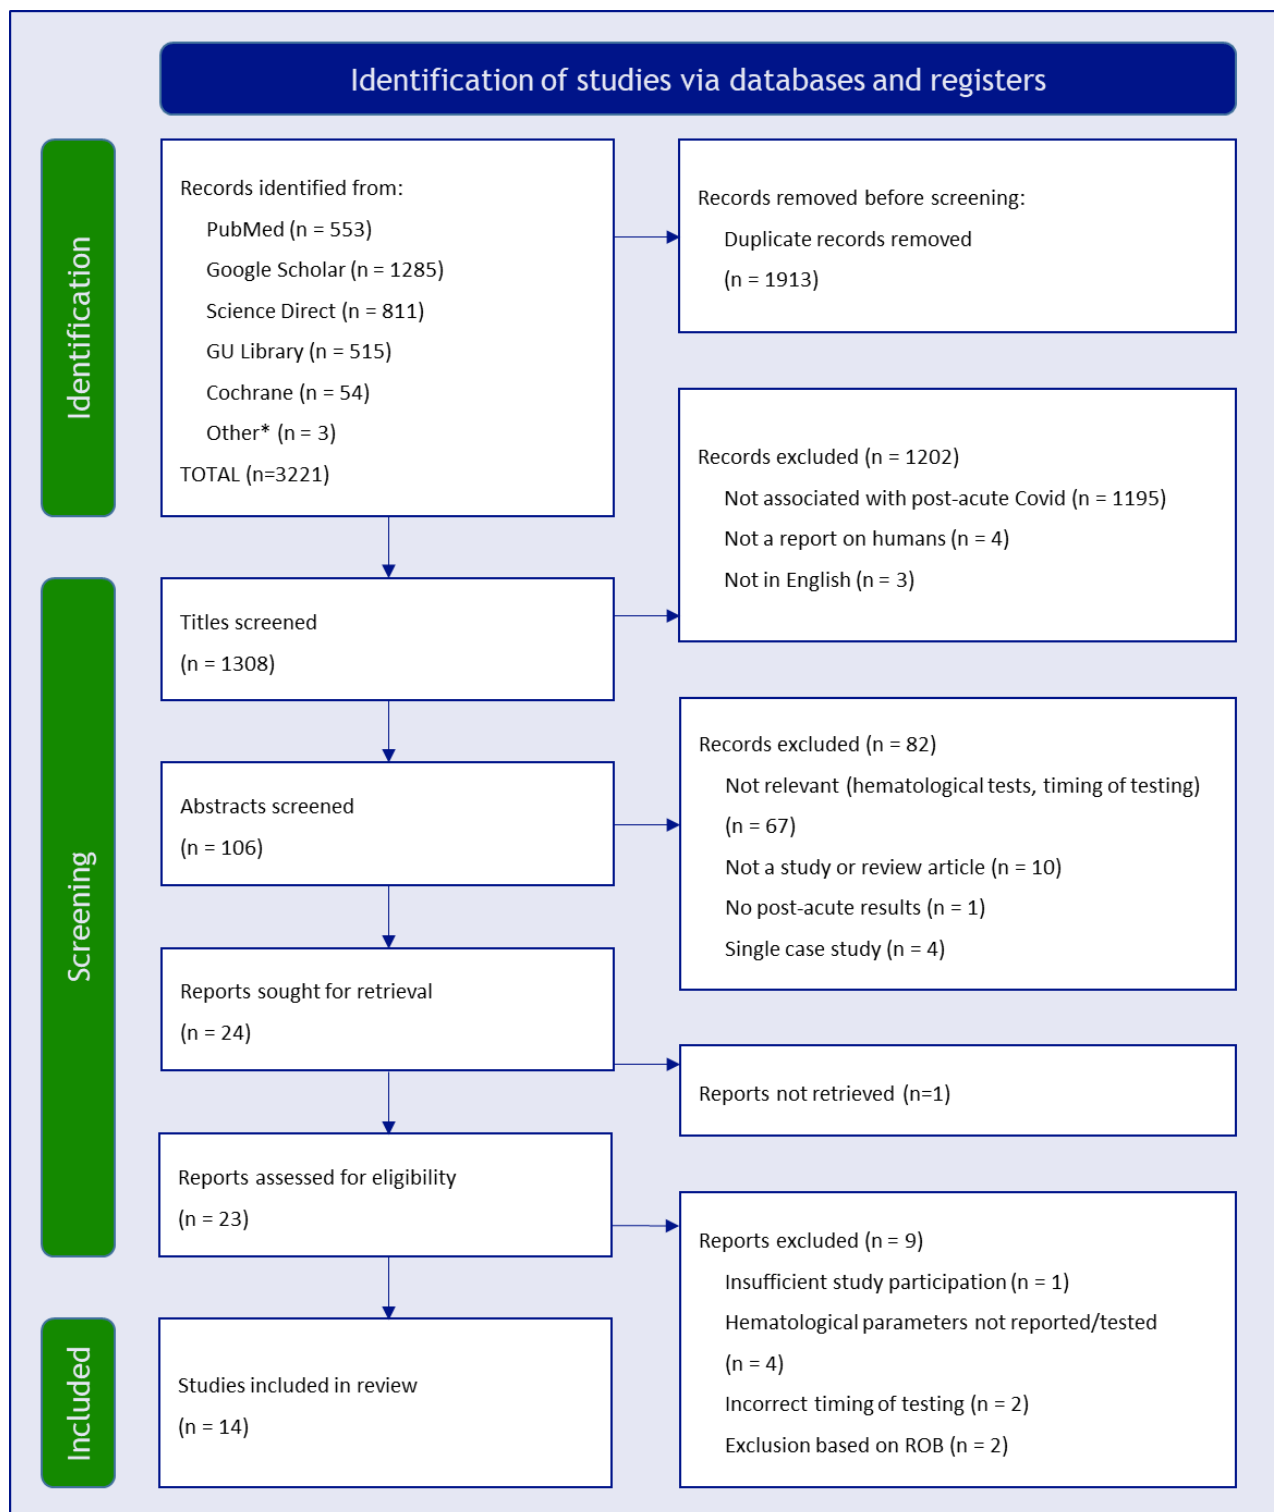 Identification of studies via databases and registers
Identification
Records identified from:
PubMed (n = 553)
Google Scholar (n = 1285)
Science Direct (n = 811)
GU Library (n = 515)
Cochrane (n = 54)
Other* (n = 3)
TOTAL (n=3221)
Records removed before screening:
Duplicate records removed
(n = 1913)
Screening
Titles screened
(n = 1308)
Records excluded (n = 1202)
Not associated with post-acute Covid (n = 1195)
Not a report on humans (n = 4)
Not in English (n = 3)
Abstracts screened
(n = 106)
Records excluded (n = 82)
Not relevant (hematological tests, timing of testing)
(n = 67)
Not a study or review article (n = 10)
No post-acute results (n = 1)
Single case study (n = 4)
Reports sought for retrieval
(n = 24)
Reports not retrieved (n=1)
Reports assessed for eligibility
(n = 23)
Reports excluded (n = 9)
Insufficient study participation (n = 1)
Hematological parameters not reported/tested
(n = 4)
Incorrect timing of testing (n = 2)
Exclusion based on ROB (n = 2)
Included
Studies included in review
(n = 14)